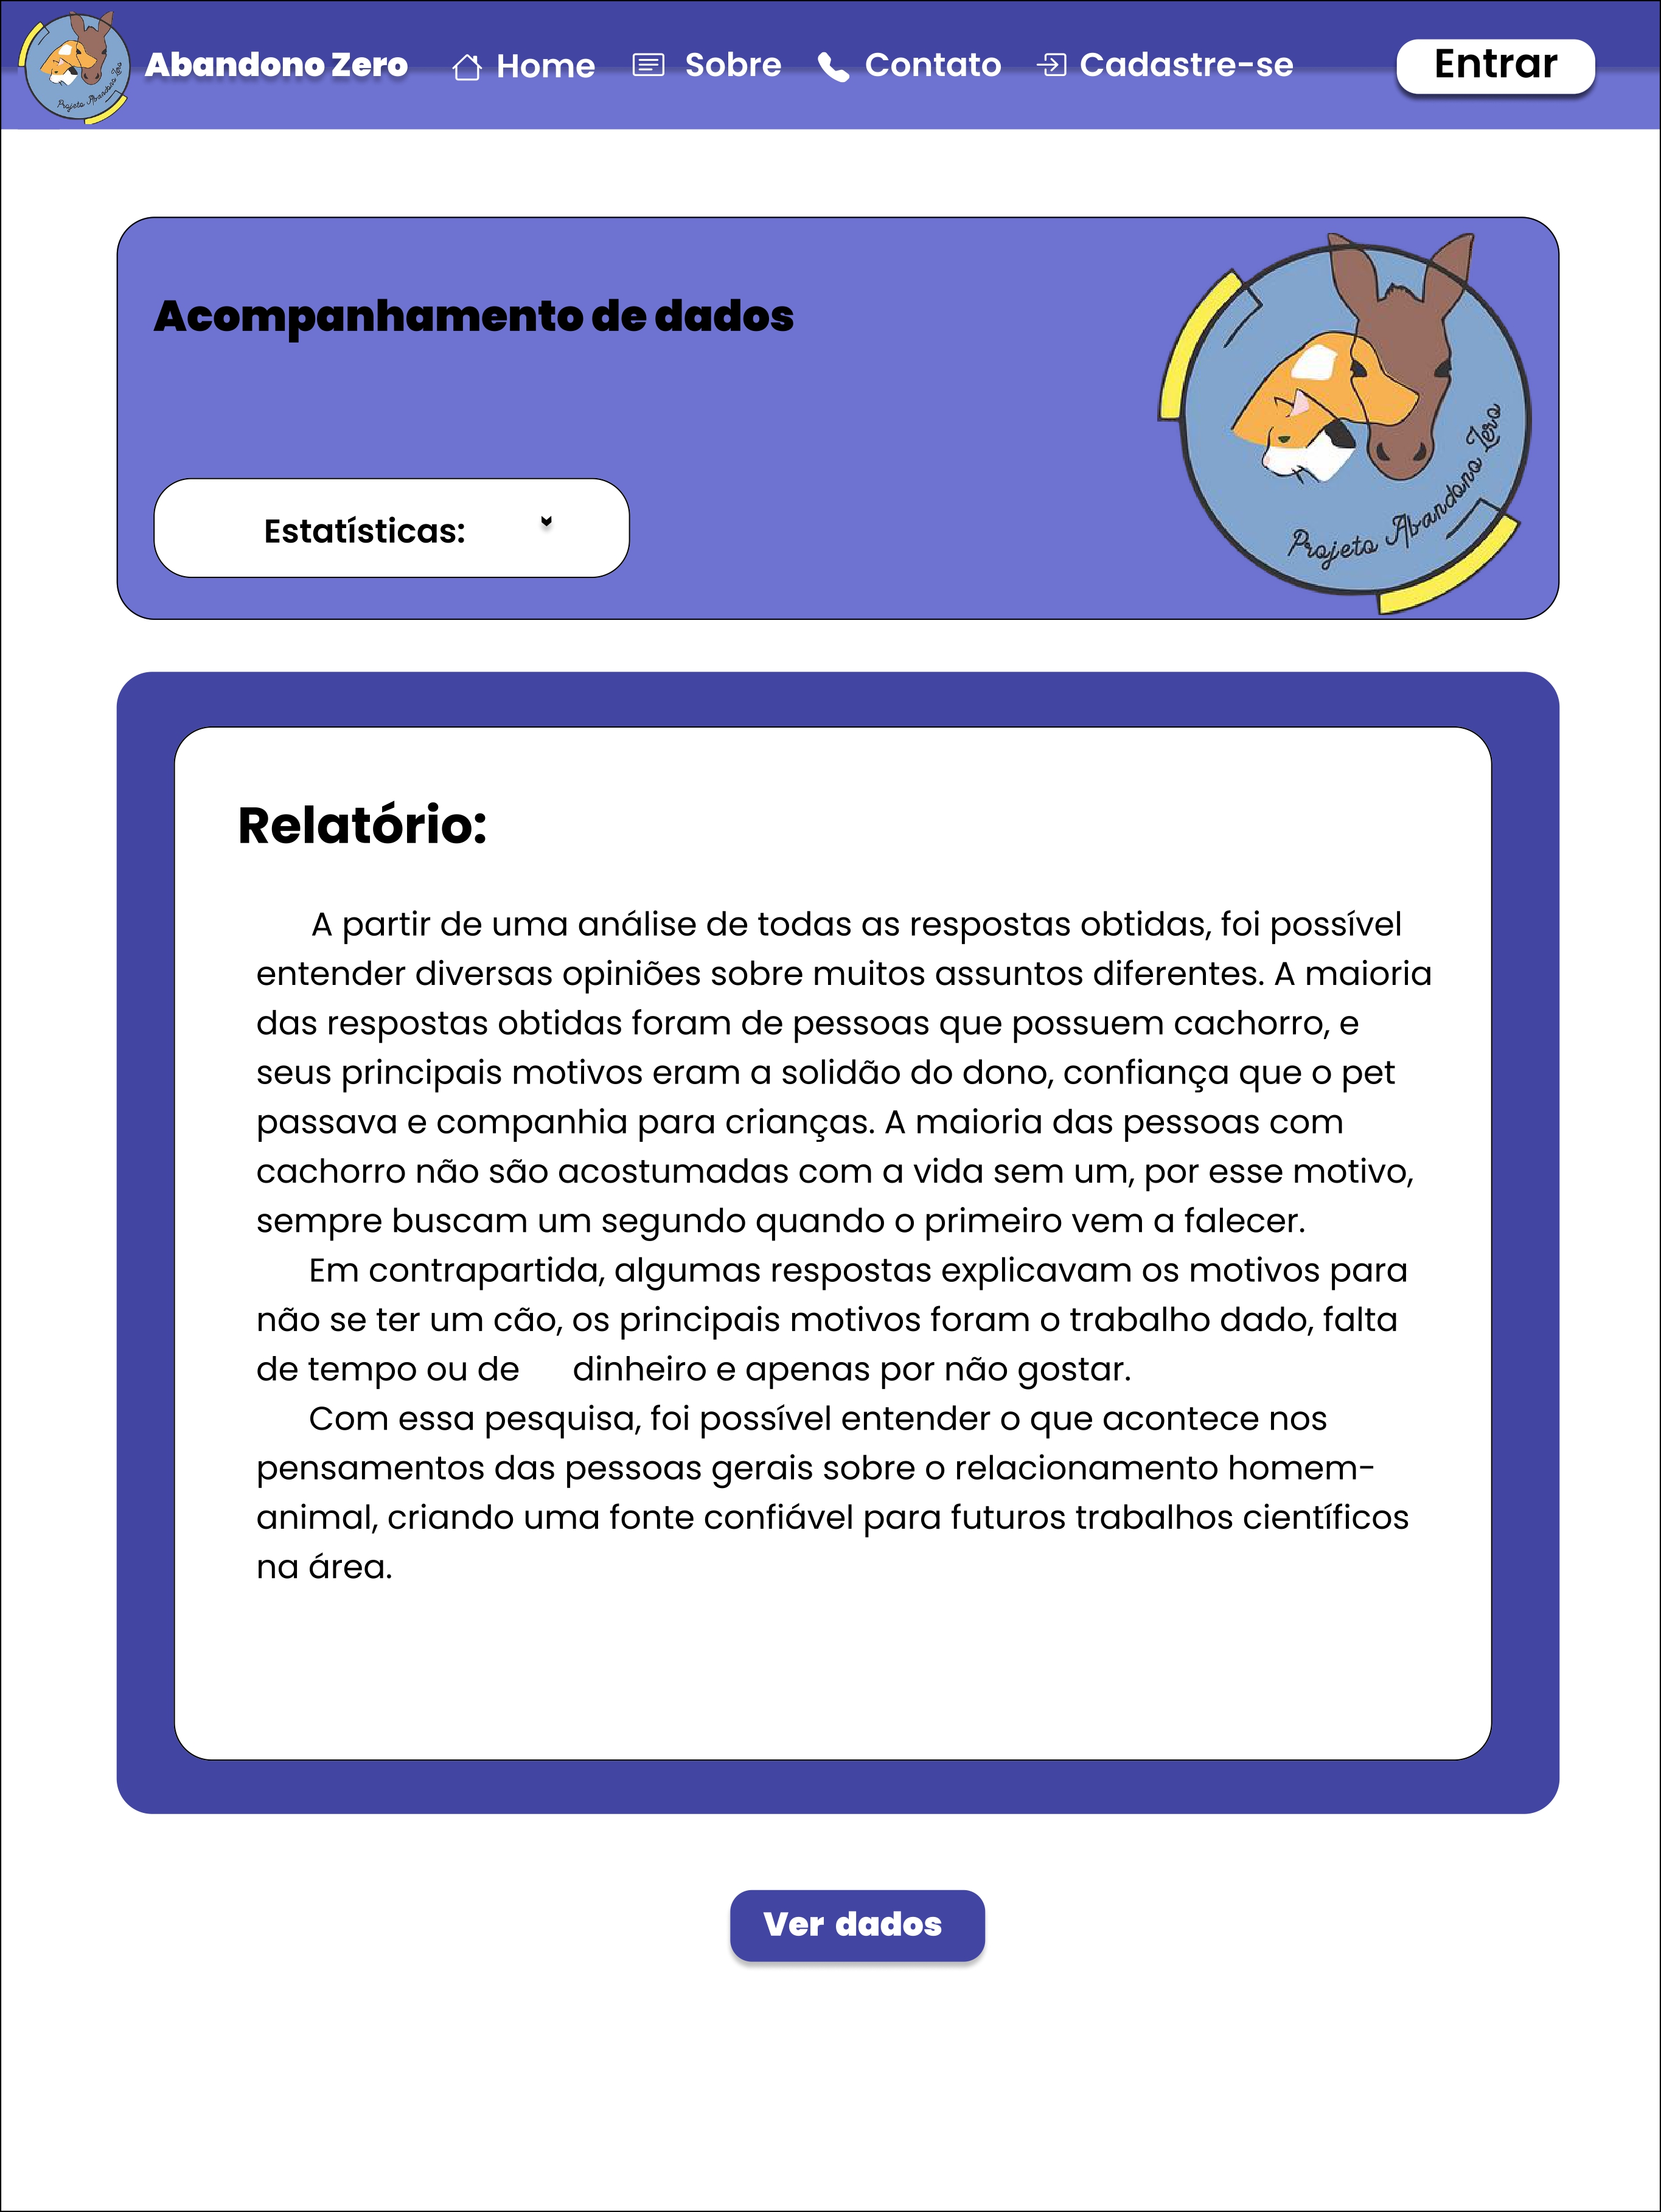 Projeto Abandono Zero
Abandono Zero
Home
Sobre
Contato
Cadastre-se
Entrar
Acompanhamento de dados
Projeto Abandono Zero
Estatísticas:
Relatório:
A partir de uma análise de todas as respostas obtidas, foi possível
entender diversas opiniões sobre muitos assuntos diferentes. A maioria
das respostas obtidas foram de pessoas que possuem cachorro, e
seus principais motivos eram a solidão do dono, confiança que o pet
passava e companhia para crianças. A maioria das pessoas com
cachorro não são acostumadas com a vida sem um, por esse motivo,
sempre buscam um segundo quando o primeiro vem a falecer.
Em contrapartida, algumas respostas explicavam os motivos para
não se ter um cão, os principais motivos foram o trabalho dado, falta
de tempo ou de dinheiro e apenas por não gostar.
Com essa pesquisa, foi possível entender o que acontece nos
pensamentos das pessoas gerais sobre o relacionamento homem-
animal, criando uma fonte confiável para futuros trabalhos científicos
na área.
Ver dados